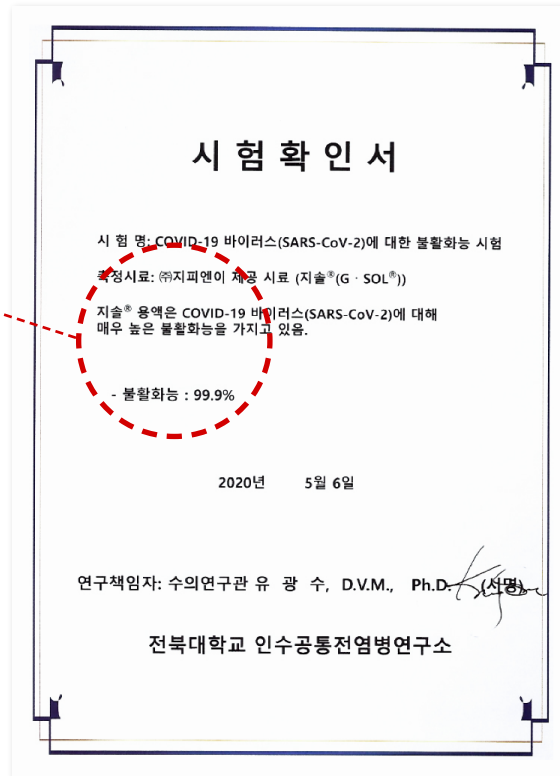 시험확인서
시 험 명: COVID-19 바이러스(SARS-CoV-2)에 대한 불활화능 시험
측정시료: ㈜지피엔이 제공 시료 (지솔®(G · SOL®))
지솔® 용액은 COVID-19 바이러스(SARS-CoV-2)에 대해
매우 높은 불활화능을 가지고 있음.
- 불활화능 : 99.9%
2020년 5월 6일
연구책임자: 수의연구관 유 광 수, D.V.M., Ph.D. (서명)
전북대학교 인수공통전염병연구소